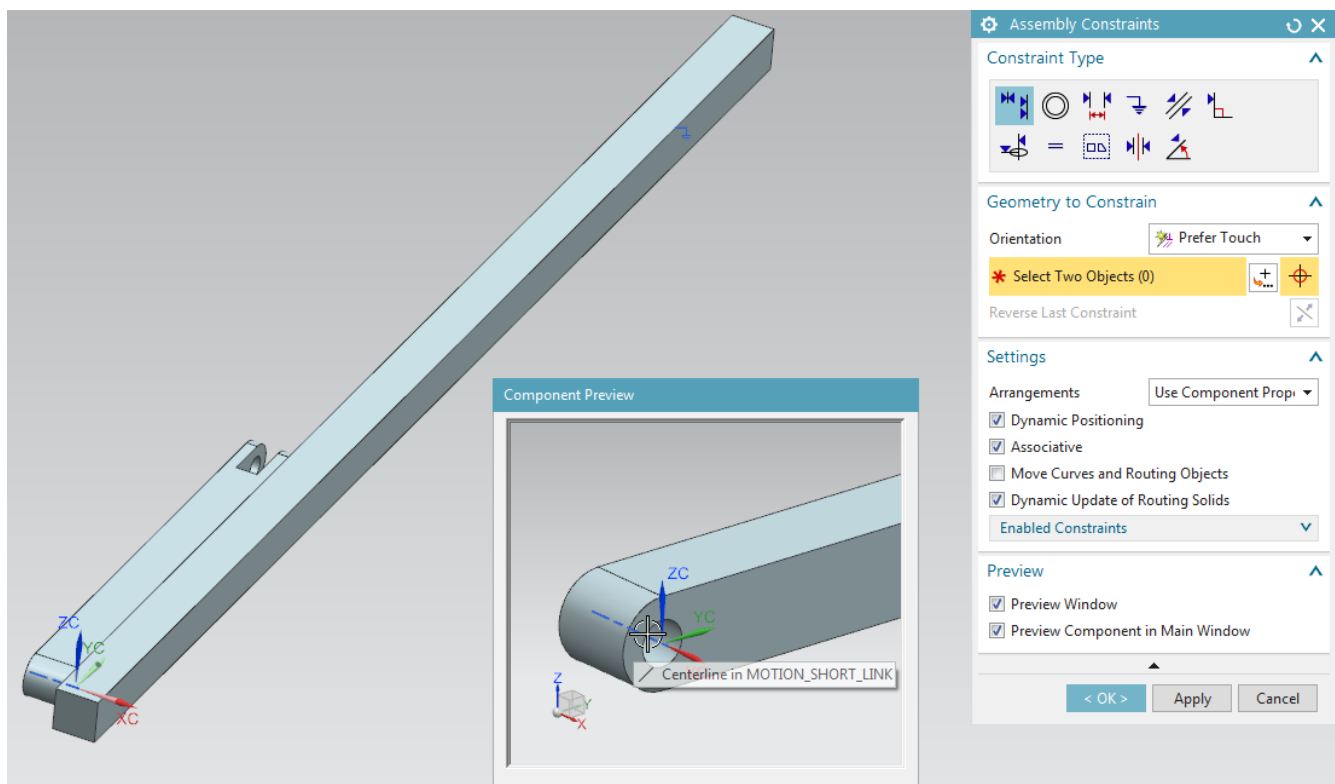 Assembly Constraints
Constraint Type
Geometry to Constrain
Orientation
Prefer Touch
Select Two Objects (0)
Reverse Last Constraint
Settings
Arrangements
Use Component Prop
Dynamic Positioning
Associative
Move Curves and Routing Objects
Dynamic Update of Routing Solids
Enabled Constraints
Preview
Preview Window
Preview Component in Main Window
< OK >
Apply
Cancel
Component Preview
ZC
YC
Centerline in MOTION_SHORT_LINK
Z
Y
X
ZC
YC
XC